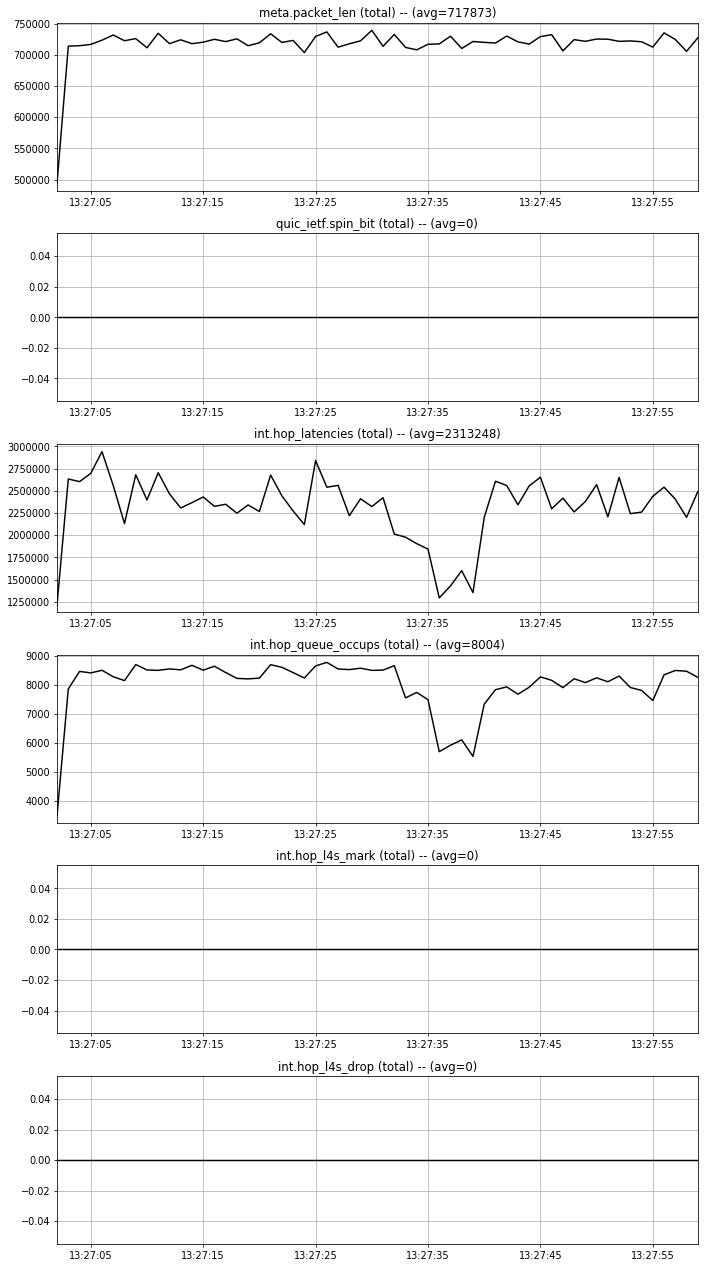 meta.packet_len (total) -- (avg=717873)
750000
700000
650000
600000
550000
500000
13:27:05 13:27:15 13:27:25 13:27:35 13:27:45 13:27:55
quic_ietf.spin_bit (total) -- (avg=0)
0.04
0.02
0.00
−0.02
−0.04
13:27:05 13:27:15 13:27:25 13:27:35 13:27:45 13:27:55
int.hop_latencies (total) -- (avg=2313248)
3000000
2750000
2500000
2250000
2000000
1750000
1500000
1250000
13:27:05 13:27:15 13:27:25 13:27:35 13:27:45 13:27:55
int.hop_queue_occups (total) -- (avg=8004)
9000
8000
7000
6000
5000
4000
13:27:05 13:27:15 13:27:25 13:27:35 13:27:45 13:27:55
int.hop_l4s_mark (total) -- (avg=0)
0.04
0.02
0.00
−0.02
−0.04
13:27:05 13:27:15 13:27:25 13:27:35 13:27:45 13:27:55
int.hop_l4s_drop (total) -- (avg=0)
0.04
0.02
0.00
−0.02
−0.04
13:27:05 13:27:15 13:27:25 13:27:35 13:27:45 13:27:55